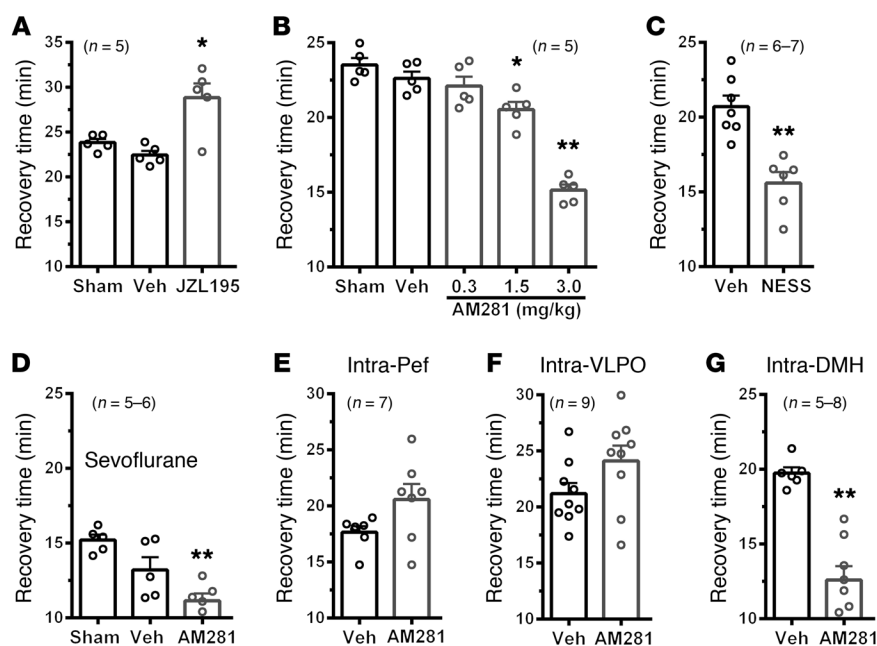 A
Recovery time (min)
35
30
25
20
15
10
(n = 5)
*
Sham Veh JZL195
B
Recovery time (min)
25
20
15
10
(n = 5)
*
**
Sham Veh 0.3 1.5 3.0
AM281 (mg/kg)
C
Recovery time (min)
25
20
15
10
(n = 6–7)
**
Veh NESS
D
Recovery time (min)
25
20
15
10
(n = 5–6)
Sevoflurane
**
Sham Veh AM281
E
Intra-Pef
Recovery time (min)
30
25
20
15
10
(n = 7)
Veh AM281
F
Intra-VLPO
Recovery time (min)
30
25
20
15
10
(n = 9)
Veh AM281
G
Intra-DMH
Recovery time (min)
25
20
15
10
(n = 5–8)
**
Veh AM281